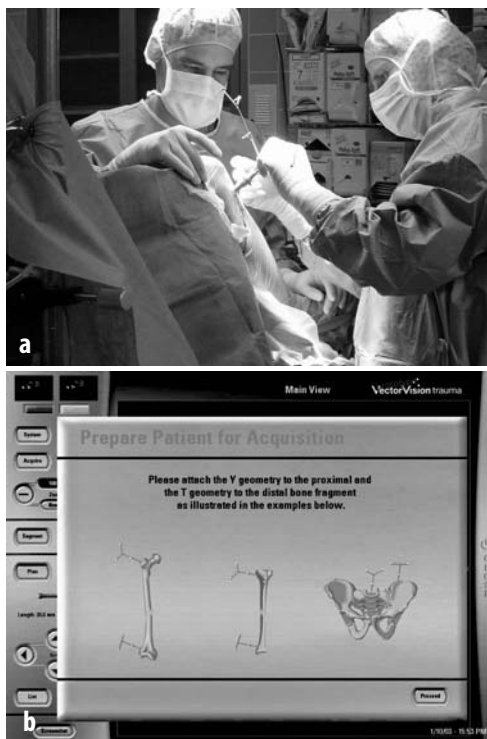 a
Main View
VectorVision trauma
System
Acquire
Prepare Patient for Acquisition
Please attach the Y geometry to the proximal and
the T geometry to the distal bone fragment
as illustrated in the examples below.
Segment
Plan
List
Proceed
b
Screenshot